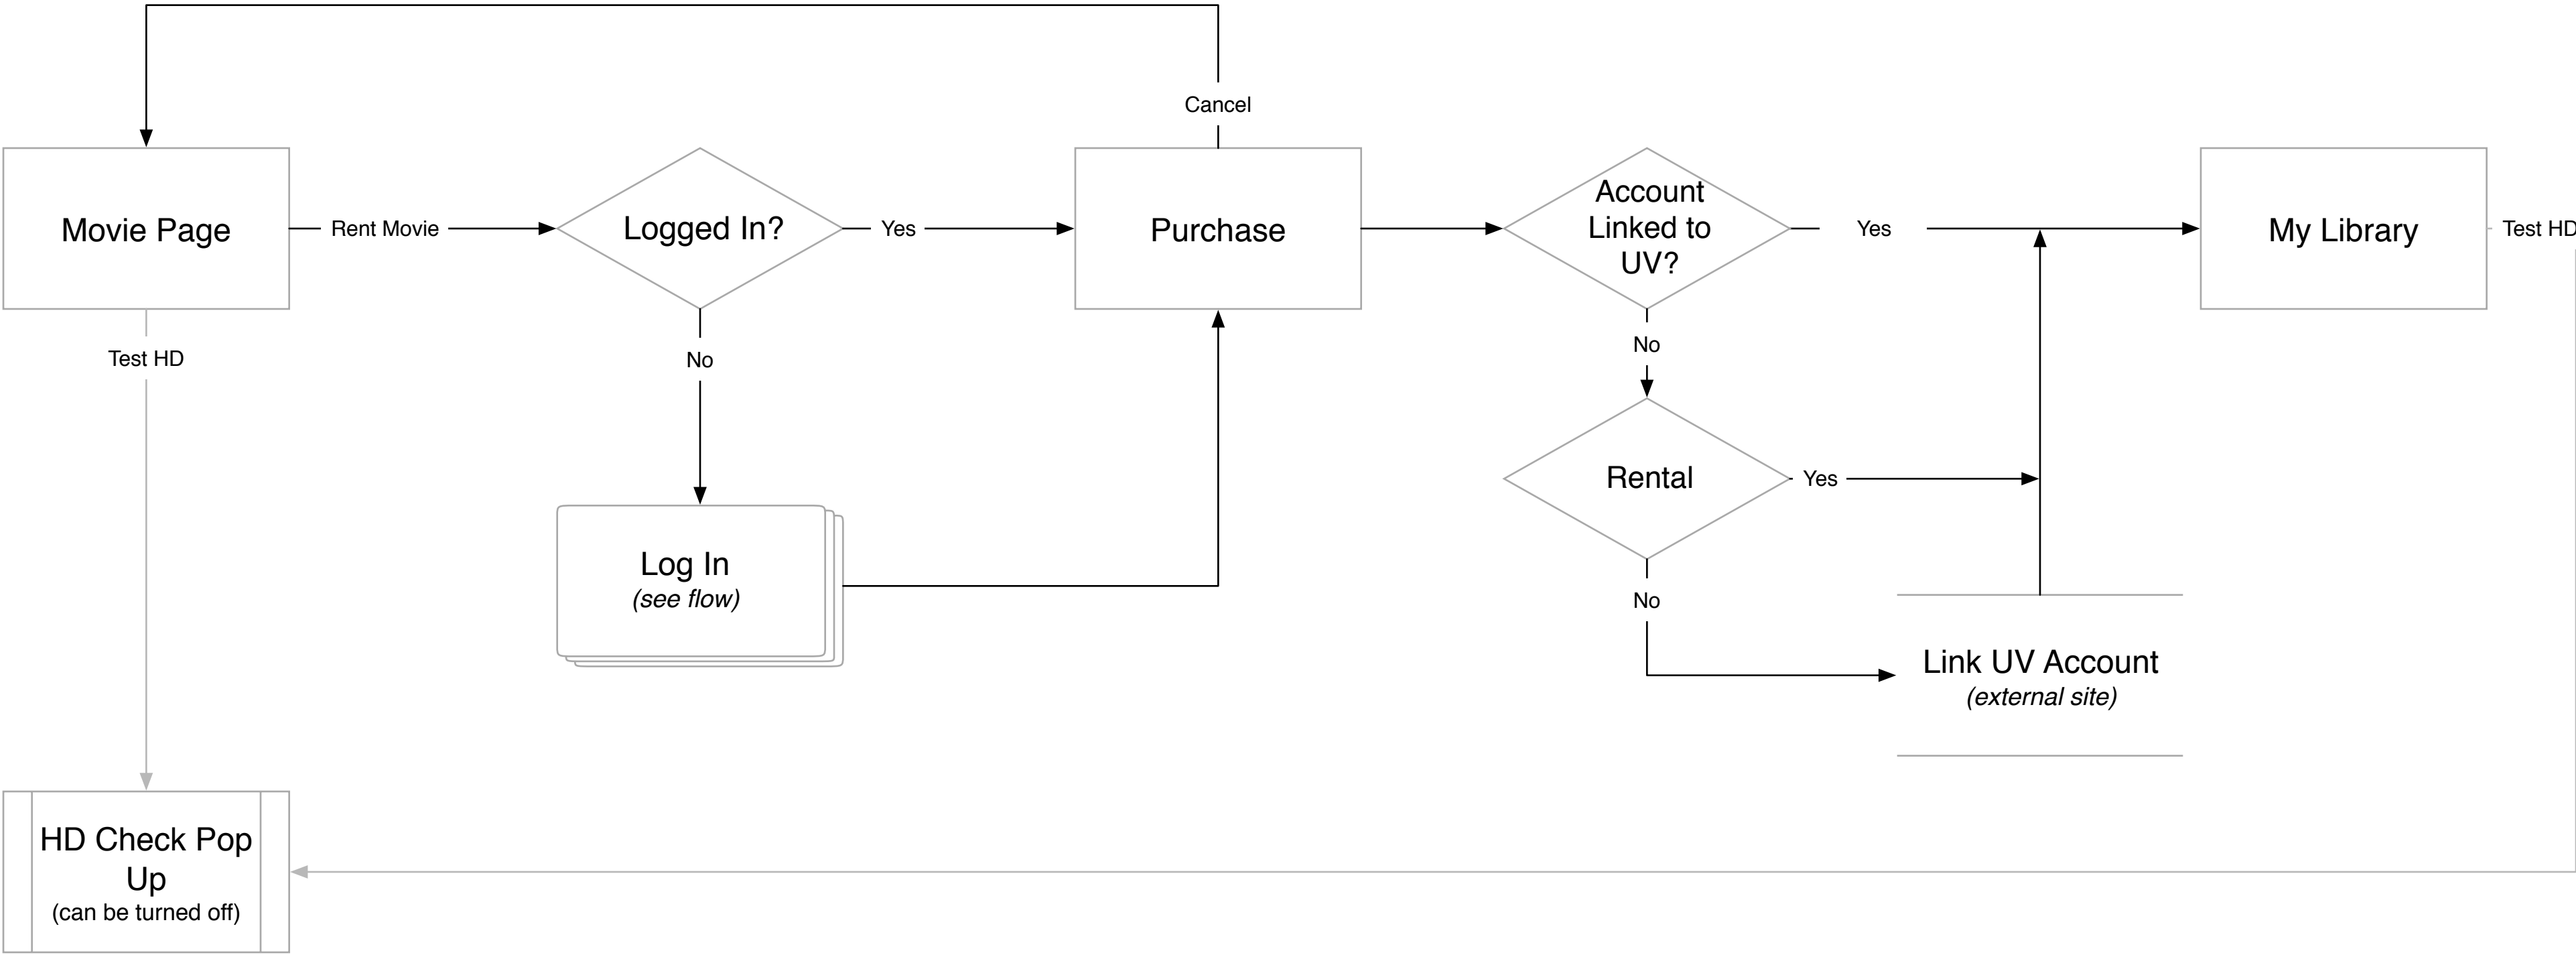 Cancel
Movie Page
Rent Movie
Logged In?
Yes
Purchase
Account
Linked to
UV?
Yes
My Library
Test HD
Test HD
No
No
Rental
Yes
Log In
(see flow)
No
Link UV Account
(external site)
HD Check Pop
Up
(can be turned off)